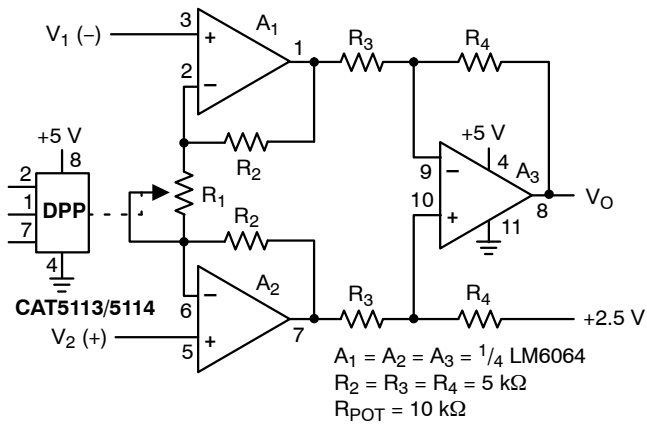 V1 (−)
3
+
A1
1
2
−
R3
R4
R2
+5 V
8
2
1
7
DPP
4
R1
R2
CAT5113/5114
V2 (+)
6
−
5
+
A2
7
+5 V
4
9
−
A3
10
+
8
VO
11
R3
R4
+2.5 V
A1 = A2 = A3 = 1/4 LM6064
R2 = R3 = R4 = 5 kΩ
RPOT = 10 kΩ